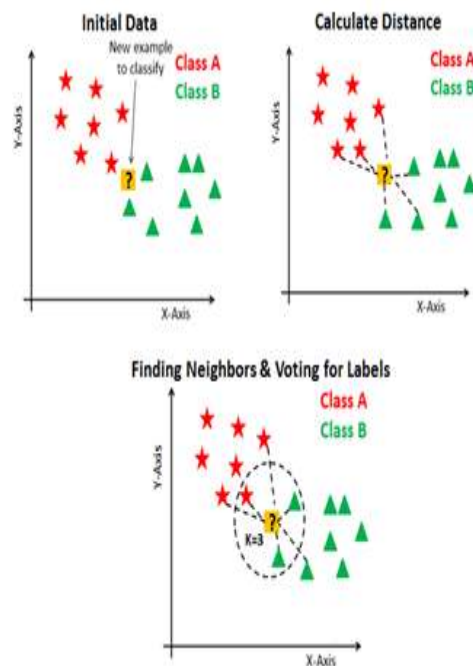 Initial Data
New example
to classify
Class A
Class B
?
Y-Axis
X-Axis
Calculate Distance
Class A
Class B
?
Y-Axis
X-Axis
Finding Neighbors & Voting for Labels
Class A
Class B
?
K=3
Y-Axis
X-Axis